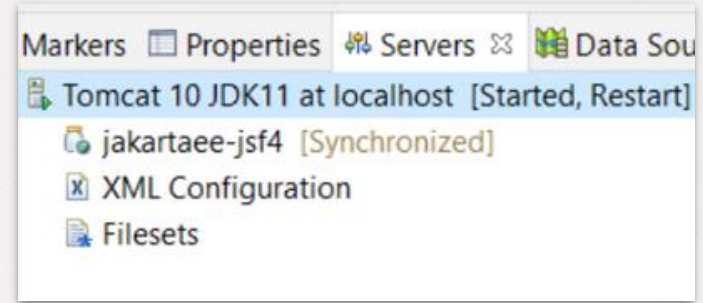 Markers Properties Servers Data Sou
Tomcat 10 JDK11 at localhost [Started, Restart]
jakartaee-jsf4 [Synchronized]
XML Configuration
Filesets